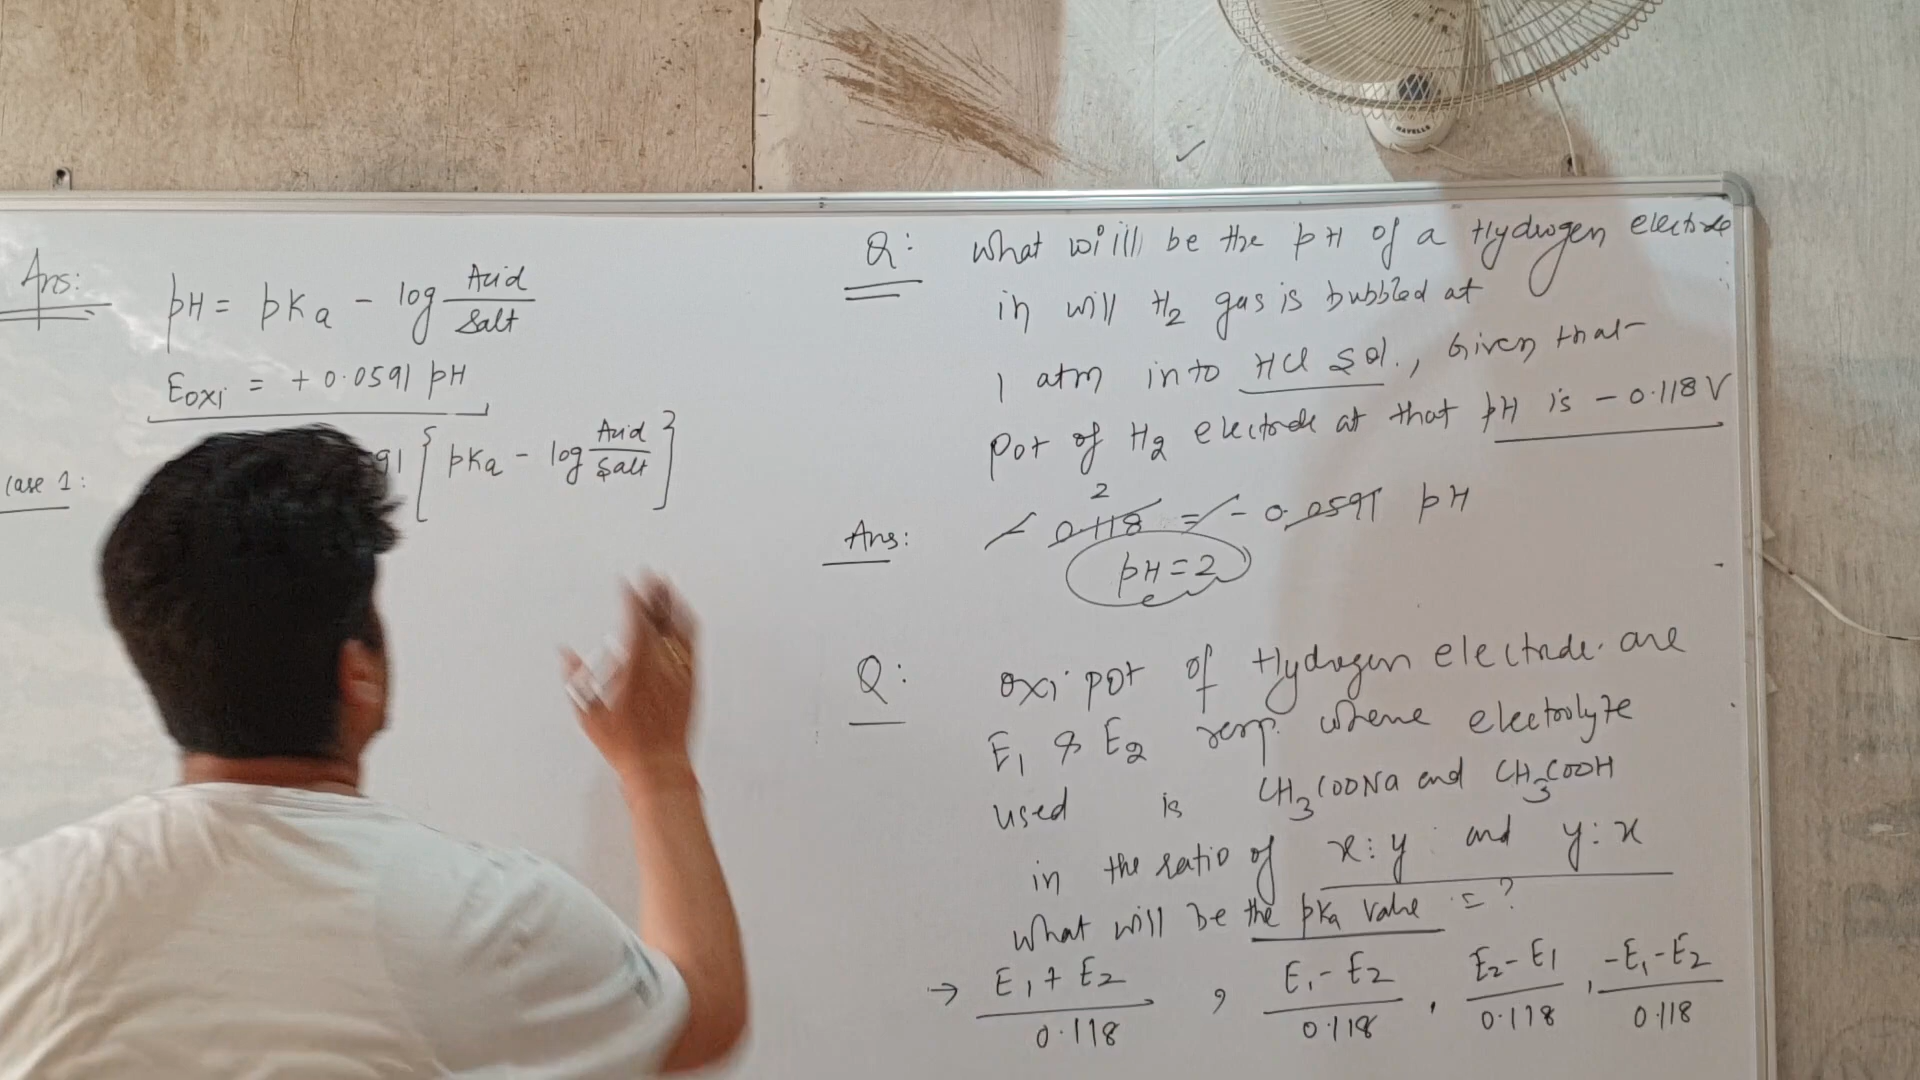 HAVELLS
Ans:
pH = pKa - log Acid/Salt
Eoxi = + 0.0591 pH
case 1: 91 [pKa - log Acid/Salt]
Q: what wi illl be the pH of a Hydrogen electrode
in will H2 gas is bubbled at
1 atm into HCl sol., Given that
pot of H2 electrode at that pH is - 0.118 V
2
Ans: - 0.118 = - 0.0591 pH
pH = 2
Q: oxi pot of Hydrogen electrode are
E1 & E2 resp. where electrolyte
used is CH3COONa and CH3COOH
in the ratio of x:y and y:x
what will be the pKa value = ?
→ E1 + E2/0.118 , E1 - E2/0.118 , E2 - E1/0.118 , -E1 - E2/0.118